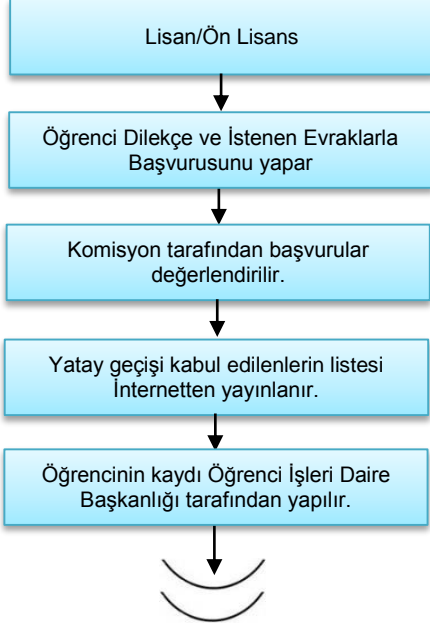 Lisan/Ön Lisans
Öğrenci Dilekçe ve İstenen Evraklarla
Başvurusunu yapar
Komisyon tarafından başvurular
değerlendirilir.
Yatay geçişi kabul edilenlerin listesi
İnternetten yayınlanır.
Öğrencinin kaydı Öğrenci İşleri Daire
Başkanlığı tarafından yapılır.